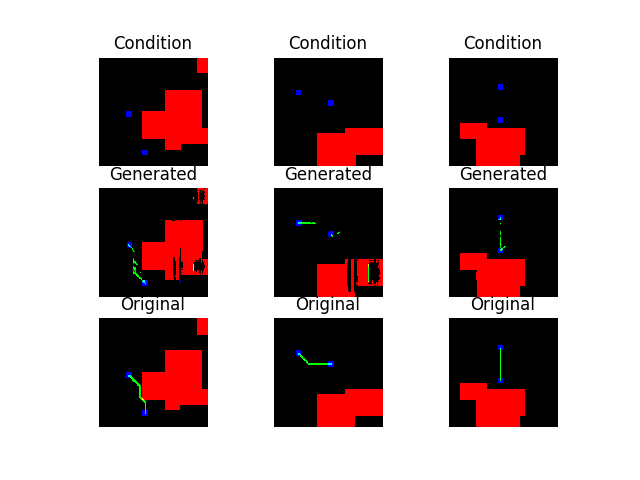 Condition Condition Condition
Generated Generated Generated
Original Original Original